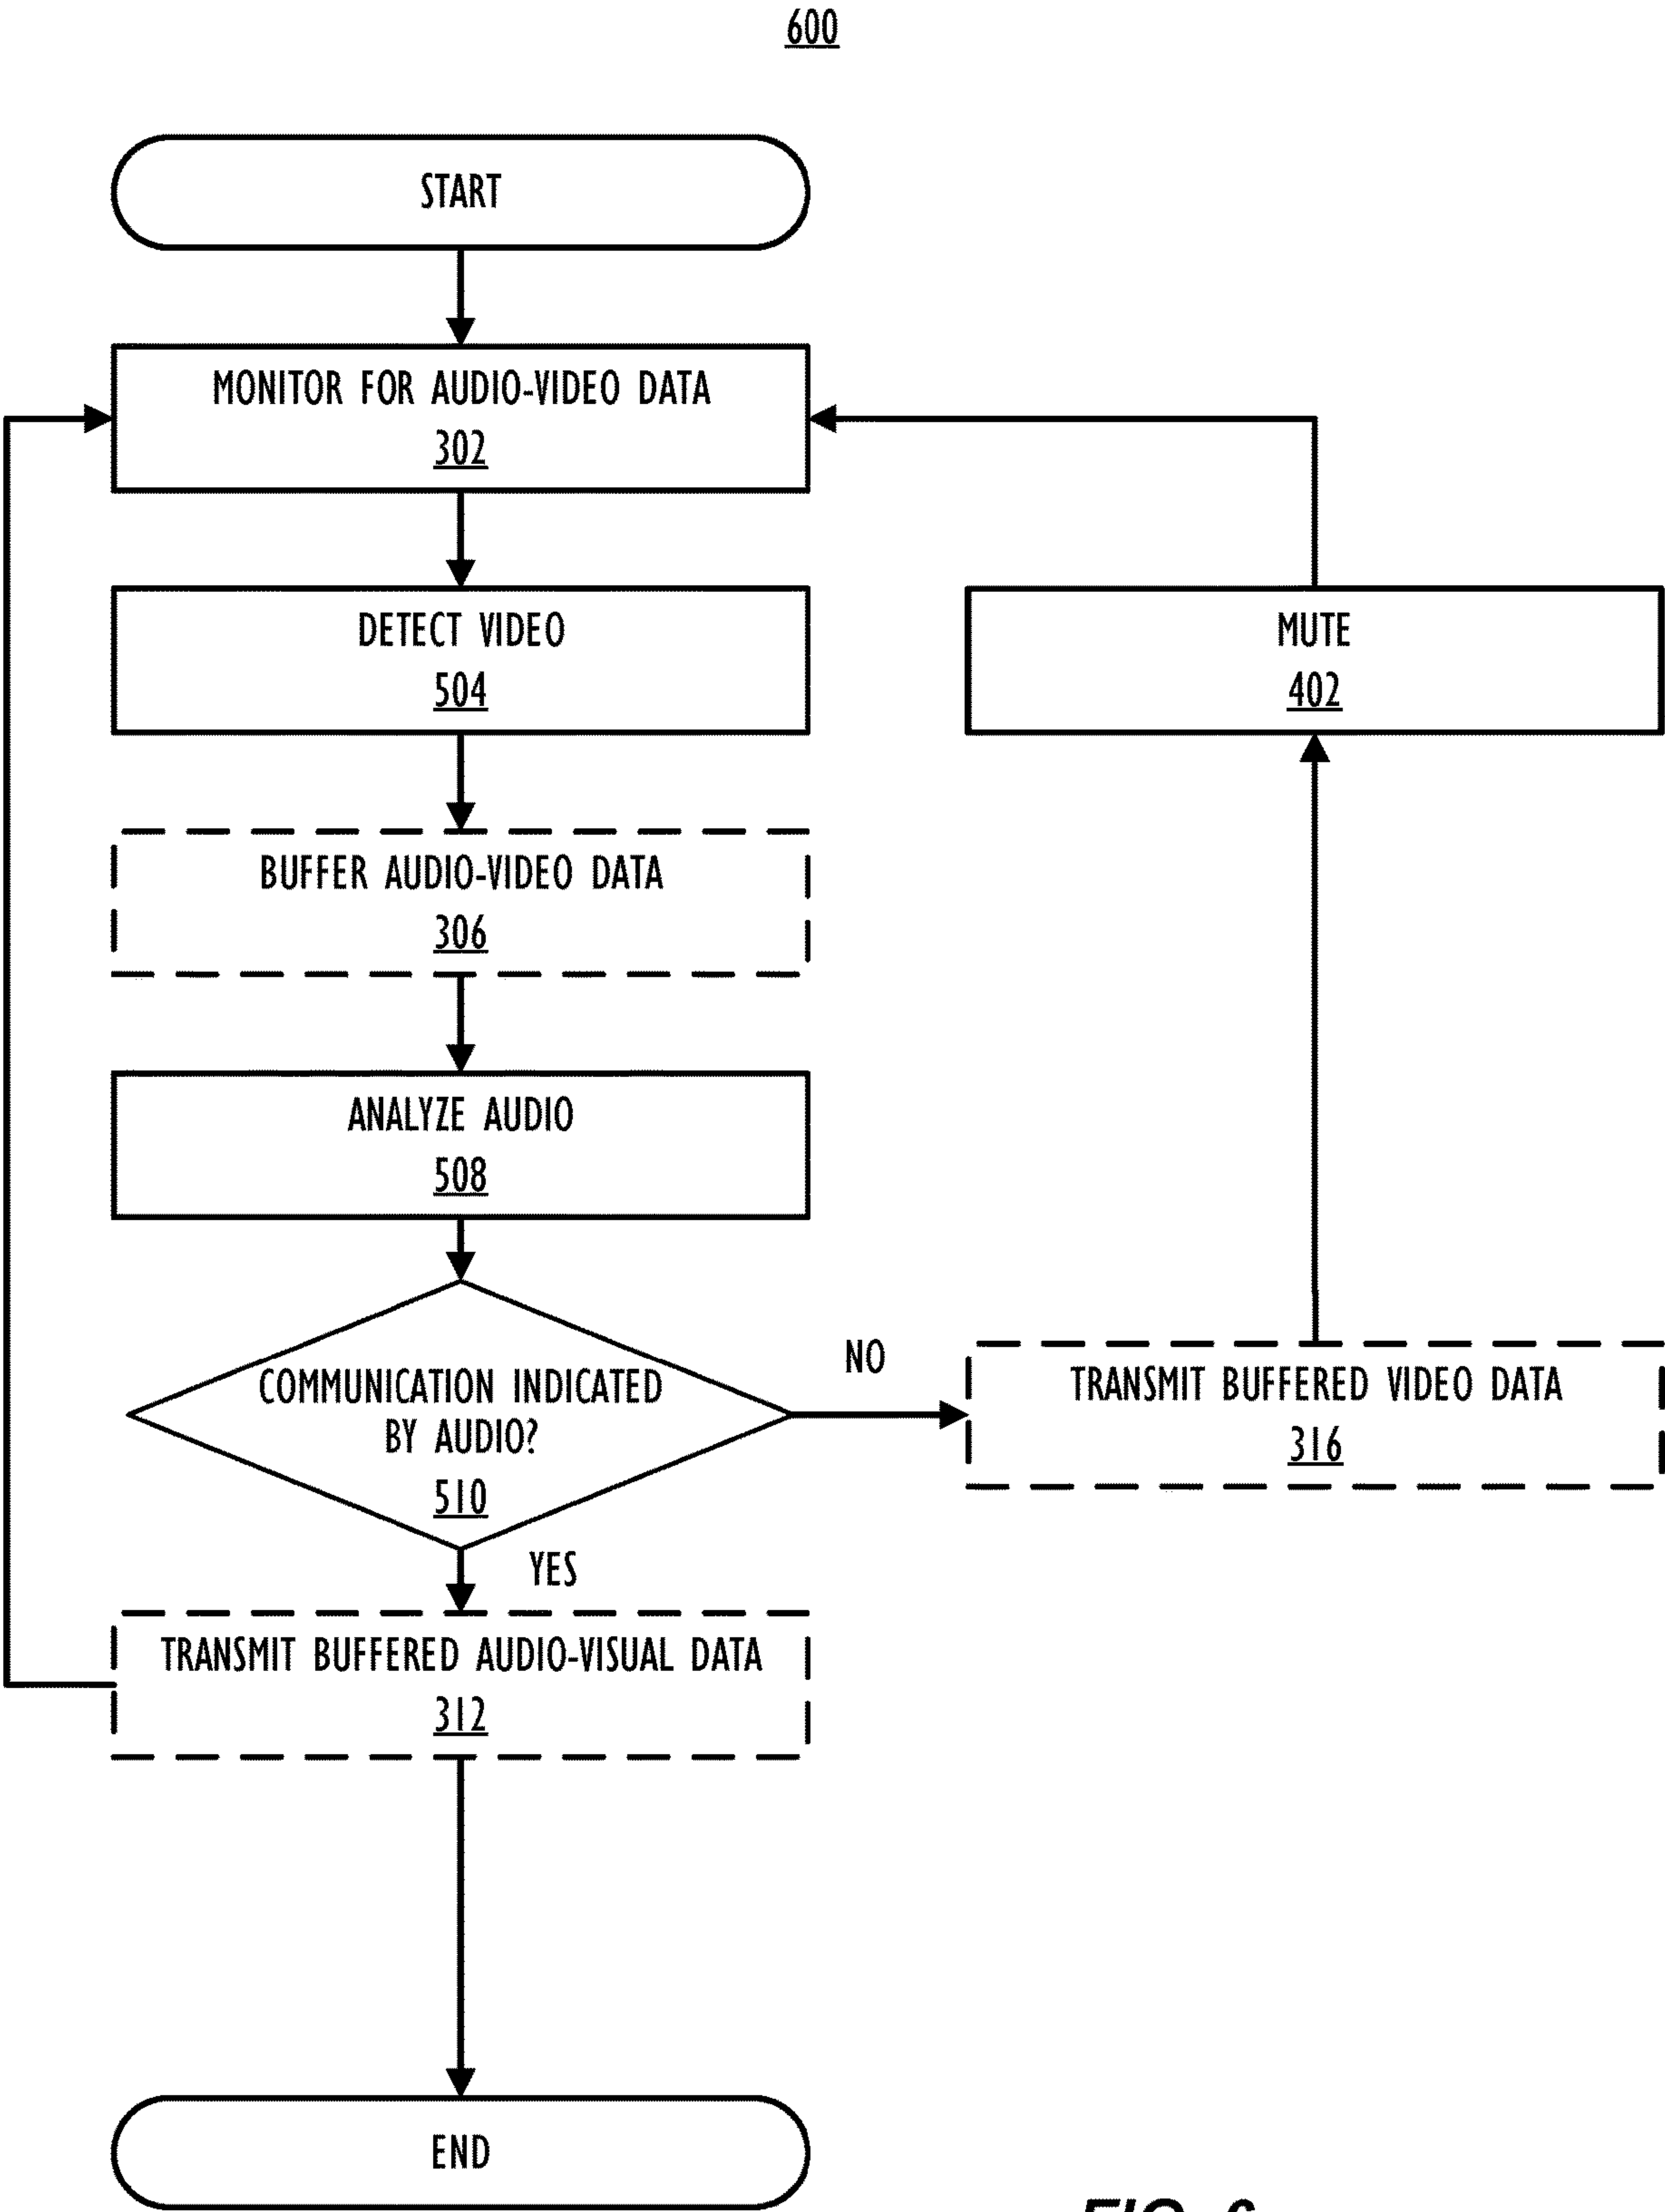 600
START
MONITOR FOR AUDIO-VIDEO DATA
302
DETECT VIDEO
504
MUTE
402
BUFFER AUDIO-VIDEO DATA
306
ANALYZE AUDIO
508
COMMUNICATION INDICATED
BY AUDIO?
510
NO
TRANSMIT BUFFERED VIDEO DATA
316
YES
TRANSMIT BUFFERED AUDIO-VISUAL DATA
312
END